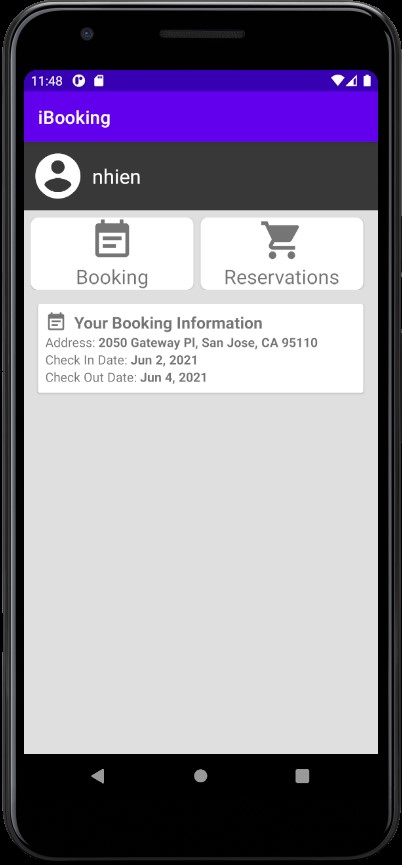 11:48
iBooking
nhien
Booking
Reservations
Your Booking Information
Address: 2050 Gateway Pl, San Jose, CA 95110
Check In Date: Jun 2, 2021
Check Out Date: Jun 4, 2021